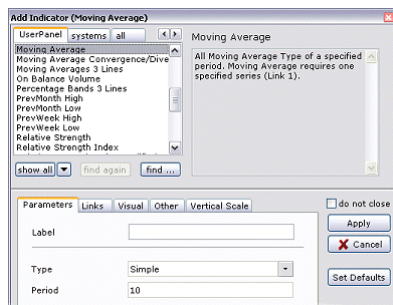 Add Indicator (Moving Average)
UserPanel systems all
Moving Average
Moving Average
Moving Average Convergence/Dive
Moving Averages 3 Lines
On Balance Volume
Percentage Bands 3 Lines
PrevMonth High
PrevMonth Low
PrevWeek High
PrevWeek Low
Relative Strength
Relative Strength Index
All Moving Average Type of a specified
period. Moving Average requires one
specified series (Link 1).
show all find again find ...
Parameters Links Visual Other Vertical Scale
do not close
Label
Apply
Cancel
Type Simple
Set Defaults
Period 10